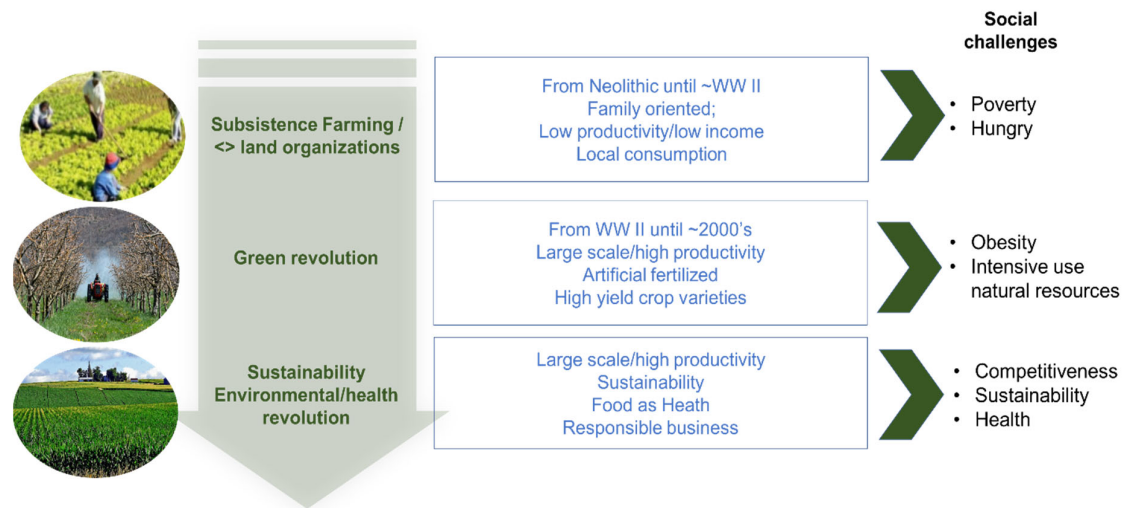 Social
challenges
Subsistence Farming /
<> land organizations
From Neolithic until ~WW II
Family oriented;
Low productivity/low income
Local consumption
• Poverty
• Hungry
Green revolution
From WW II until ~2000's
Large scale/high productivity
Artificial fertilized
High yield crop varieties
• Obesity
• Intensive use
natural resources
Sustainability
Environmental/health
revolution
Large scale/high productivity
Sustainability
Food as Heath
Responsible business
• Competitiveness
• Sustainability
• Health